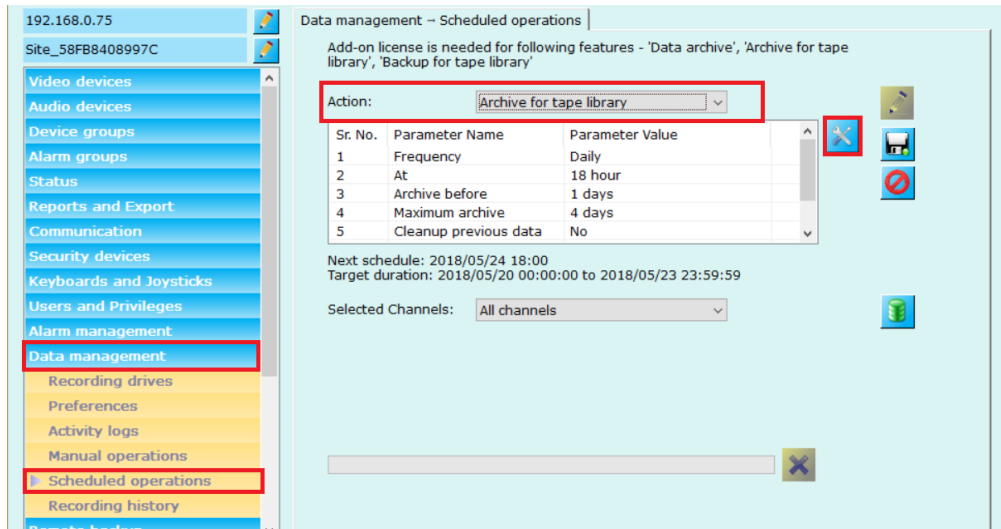 192.168.0.75
Site_58FB8408997C
Video devices
Audio devices
Device groups
Alarm groups
Status
Reports and Export
Communication
Security devices
Keyboards and Joysticks
Users and Privileges
Alarm management
Data management
Recording drives
Preferences
Activity logs
Manual operations
Scheduled operations
Recording history
Remote backup
Data management – Scheduled operations
Add-on license is needed for following features - 'Data archive', 'Archive for tape
library', 'Backup for tape library'
Action: Archive for tape library
Sr. No. Parameter Name Parameter Value
1 Frequency Daily
2 At 18 hour
3 Archive before 1 days
4 Maximum archive 4 days
5 Cleanup previous data No
Next schedule: 2018/05/24 18:00
Target duration: 2018/05/20 00:00:00 to 2018/05/23 23:59:59
Selected Channels: All channels